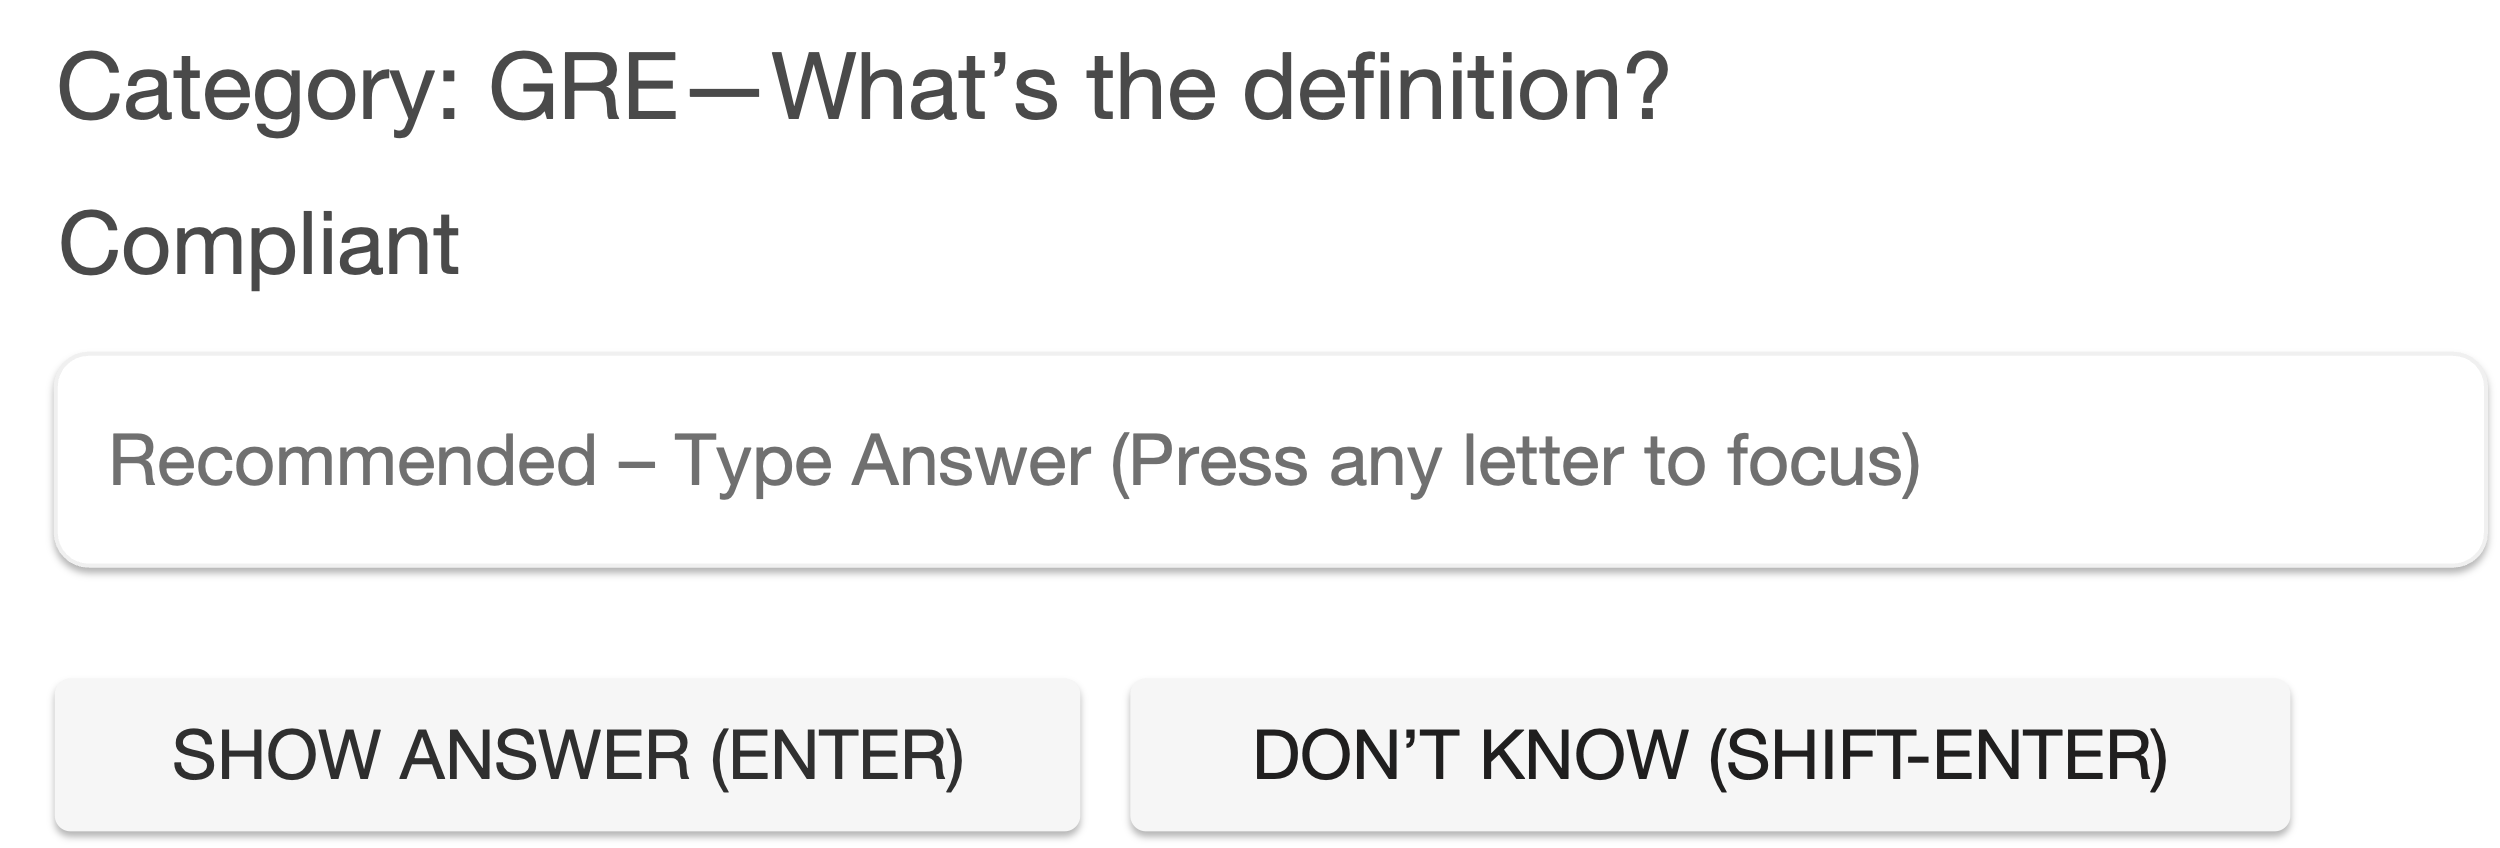 Category: GRE—What’s the definition?
Compliant
Recommended – Type Answer (Press any letter to focus)
SHOW ANSWER (ENTER)
DON’T KNOW (SHIFT-ENTER)